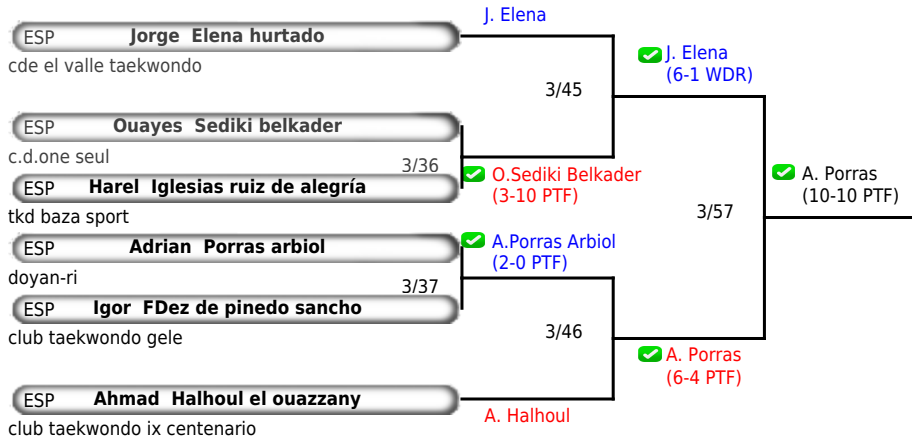 J. Elena
ESP Jorge Elena hurtado
cde el valle taekwondo
J. Elena
(6-1 WDR)
3/45
ESP Ouayes Sediki belkader
c.d.one seul
3/36
O.Sediki Belkader
(3-10 PTF)
ESP Harel Iglesias ruiz de alegría
tkd baza sport
A. Porras
(10-10 PTF)
3/57
ESP Adrian Porras arbiol
doyan-ri
A.Porras Arbiol
(2-0 PTF)
3/37
ESP Igor FDez de pinedo sancho
club taekwondo gele
3/46
A. Porras
(6-4 PTF)
ESP Ahmad Halhoul el ouazzany
club taekwondo ix centenario
A. Halhoul